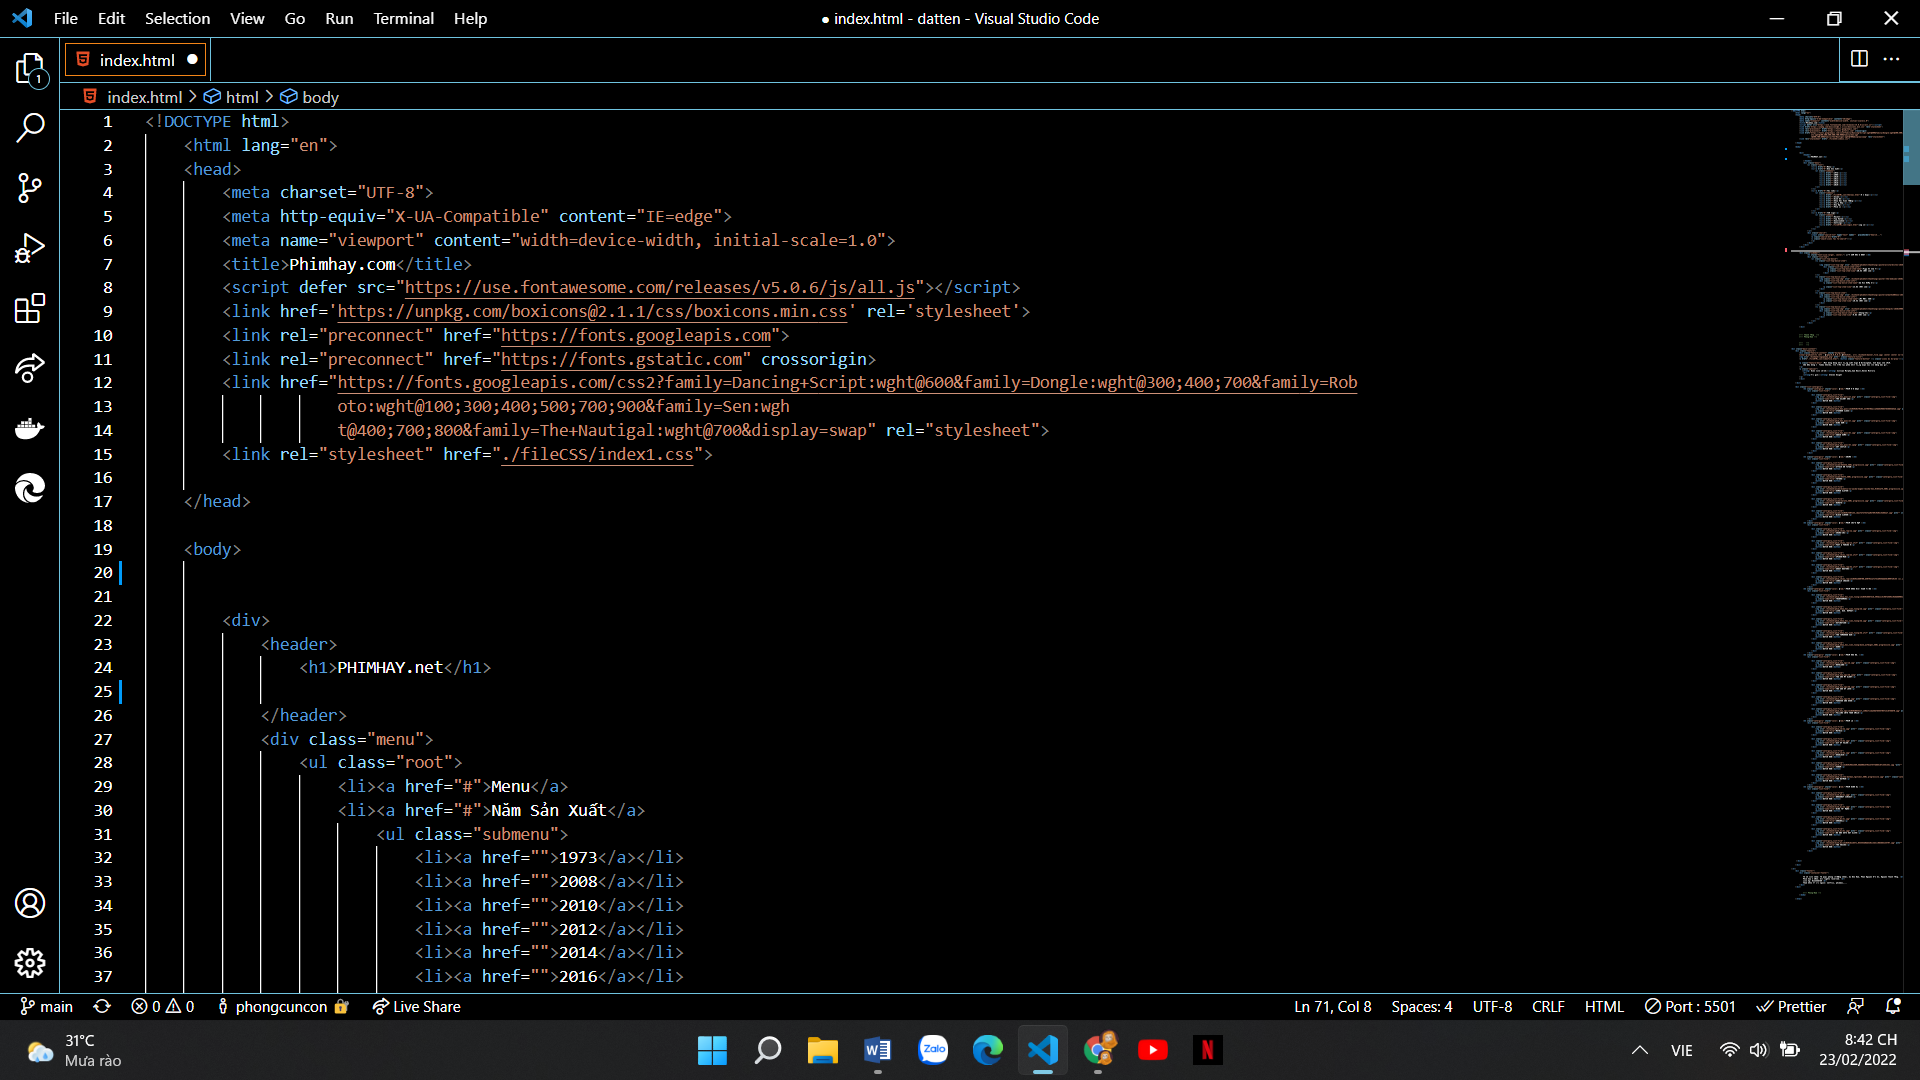 File Edit Selection View Go Run Terminal Help
● index.html - datten - Visual Studio Code
index.html ●
1
index.html > html > body
1 <!DOCTYPE html>
2 <html lang="en">
3 <head>
4 <meta charset="UTF-8">
5 <meta http-equiv="X-UA-Compatible" content="IE=edge">
6 <meta name="viewport" content="width=device-width, initial-scale=1.0">
7 <title>Phimhay.com</title>
8 <script defer src="https://use.fontawesome.com/releases/v5.0.6/js/all.js"></script>
9 <link href='https://unpkg.com/boxicons@2.1.1/css/boxicons.min.css' rel='stylesheet'>
10 <link rel="preconnect" href="https://fonts.googleapis.com">
11 <link rel="preconnect" href="https://fonts.gstatic.com" crossorigin>
12 <link href="https://fonts.googleapis.com/css2?family=Dancing+Script:wght@600&family=Dongle:wght@300;400;700&family=Rob
13 oto:wght@100;300;400;500;700;900&family=Sen:wgh
14 t@400;700;800&family=The+Nautigal:wght@700&display=swap" rel="stylesheet">
15 <link rel="stylesheet" href="./fileCSS/index1.css">
16
17 </head>
18
19 <body>
20
21
22 <div>
23 <header>
24 <h1>PHIMHAY.net</h1>
25
26 </header>
27 <div class="menu">
28 <ul class="root">
29 <li><a href="#">Menu</a>
30 <li><a href="#">Năm Sản Xuất</a>
31 <ul class="submenu">
32 <li><a href="">1973</a></li>
33 <li><a href="">2008</a></li>
34 <li><a href="">2010</a></li>
35 <li><a href="">2012</a></li>
36 <li><a href="">2014</a></li>
37 <li><a href="">2016</a></li>
main 0 0 phongcuncon Live Share Ln 71, Col 8 Spaces: 4 UTF-8 CRLF HTML Port : 5501 Prettier
31°C
Mưa rào
Zalo
VIE
8:42 CH
23/02/2022